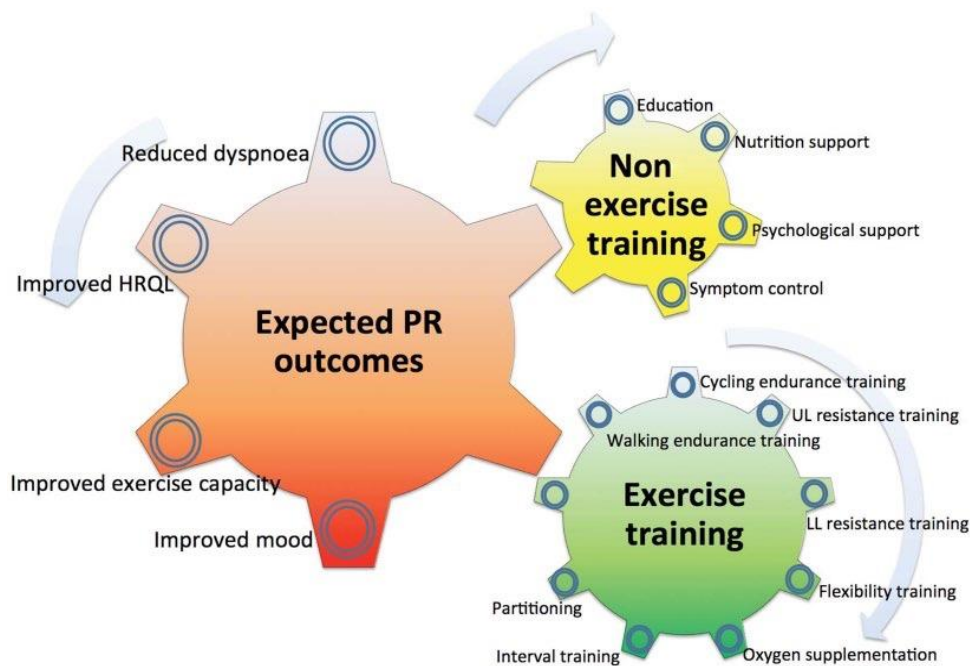 Reduced dyspnoea
Improved HRQL
Expected PR
outcomes
Improved exercise capacity
Improved mood
Education
Nutrition support
Non
exercise
training
Psychological support
Symptom control
Cycling endurance training
UL resistance training
Walking endurance training
Exercise
training
LL resistance training
Flexibility training
Partitioning
Interval training
Oxygen supplementation